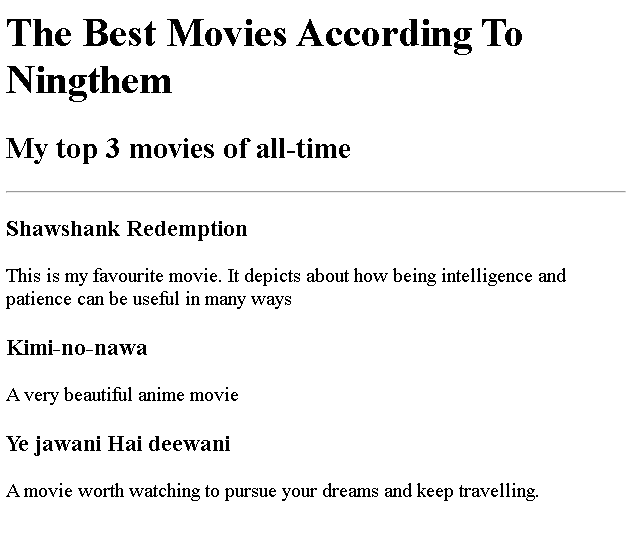 The Best Movies According To
Ningthem
My top 3 movies of all-time
Shawshank Redemption
This is my favourite movie. It depicts about how being intelligence and
patience can be useful in many ways
Kimi-no-nawa
A very beautiful anime movie
Ye jawani Hai deewani
A movie worth watching to pursue your dreams and keep travelling.